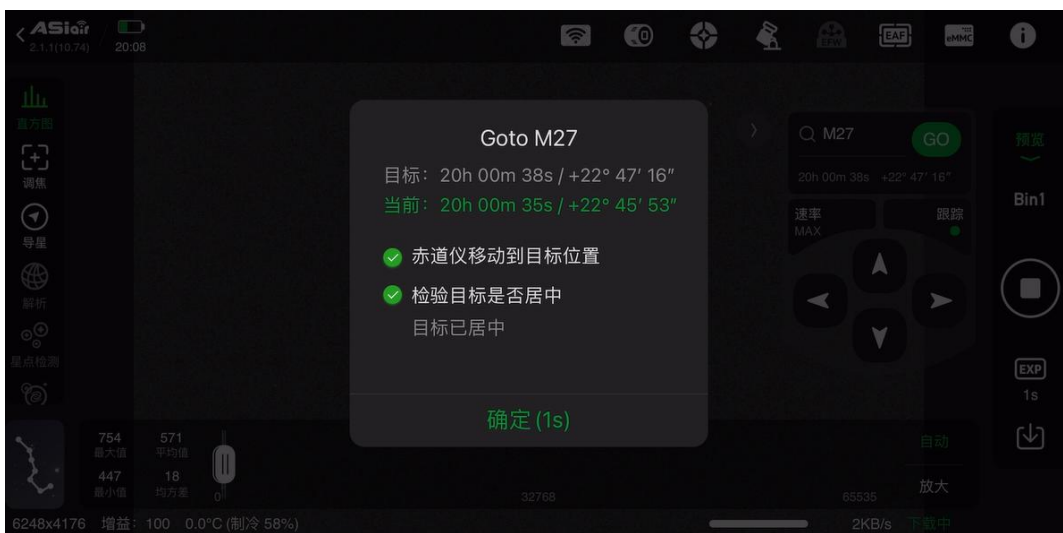 ASiair
2.1.1(10.74)
20:08
EFW
EAF
eMMC
直方图
调焦
导星
解析
星点检测
Goto M27
目标：20h 00m 38s / +22° 47′ 16″
当前：20h 00m 35s / +22° 45′ 53″
赤道仪移动到目标位置
检验目标是否居中
目标已居中
确定 (1s)
M27
GO
20h 00m 38s +22° 47′ 16″
速率
MAX
跟踪
预览
Bin1
EXP
1s
754
最大值
571
平均值
447
最小值
18
均方差
0
32768
65535
自动
放大
6248x4176 增益：100 0.0°C (制冷 58%)
2KB/s 下载中